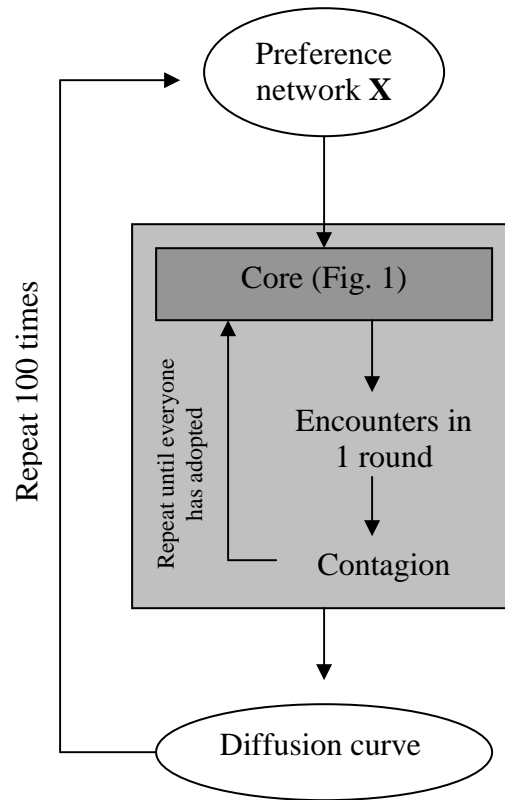 Preference
network X
Core (Fig. 1)
Encounters in
1 round
Contagion
Repeat until everyone
has adopted
Diffusion curve
Repeat 100 times